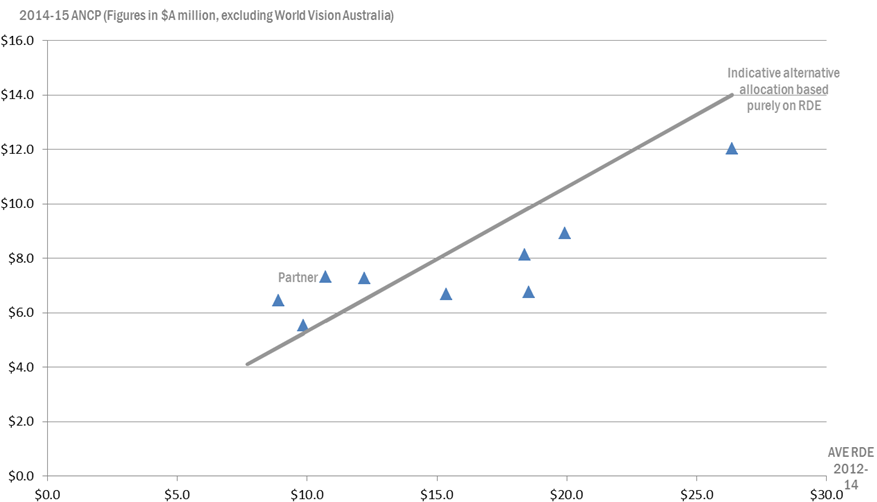 2014-15 ANCP (Figures in $A million, excluding World Vision Australia)
$16.0
Indicative alternative
allocation based
purely on RDE
$14.0
$12.0
$10.0
$8.0
Partner
$6.0
$4.0
$2.0
$0.0
AVE RDE
2012-
14
$0.0 $5.0 $10.0 $15.0 $20.0 $25.0 $30.0